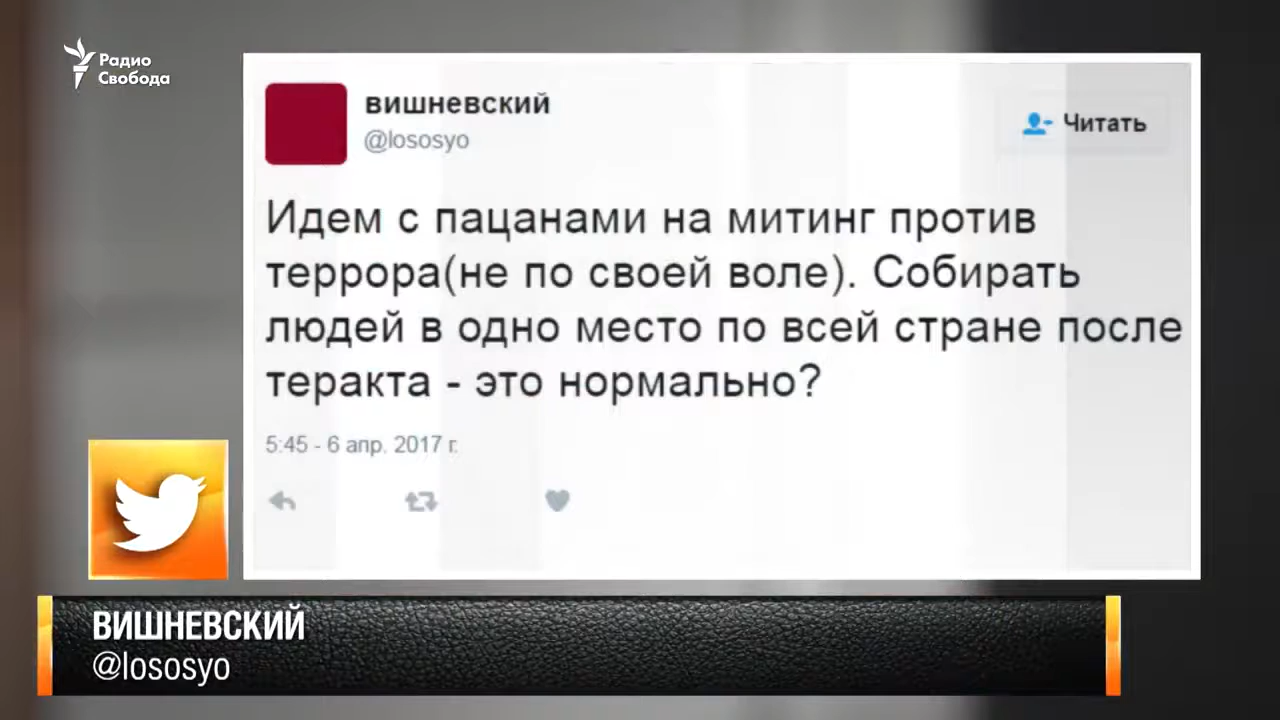 Радио
Свобода
вишневский
@lososyo
Читать
Идем с пацанами на митинг против
террора(не по своей воле). Собирать
людей в одно место по всей стране после
теракта - это нормально?
5:45 - 6 апр. 2017 г.
ВИШНЕВСКИЙ
@lososyo